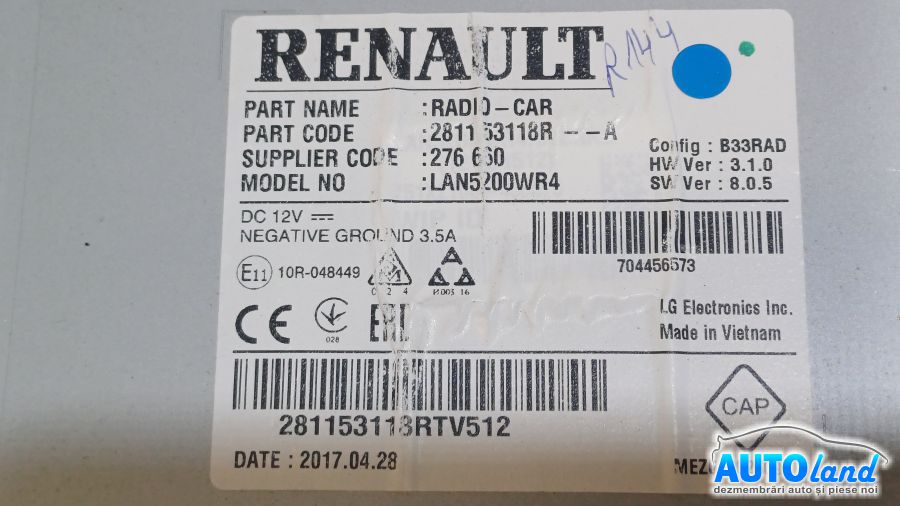 RENAULT
R144
PART NAME :RADIO-CAR
PART CODE :281153118R--A
SUPPLIER CODE :276 660
MODEL NO :LAN5200WR4
Config : B33RAD
HW Ver : 3.1.0
SW Ver : 8.0.5
DC 12V
NEGATIVE GROUND 3.5A
704456573
E11 10R-048449
028
LG Electronics Inc.
Made in Vietnam
CE
EAC
281153118RTV512
CAP
DATE : 2017.04.28
AUTOland
dezmembrări auto și piese noi